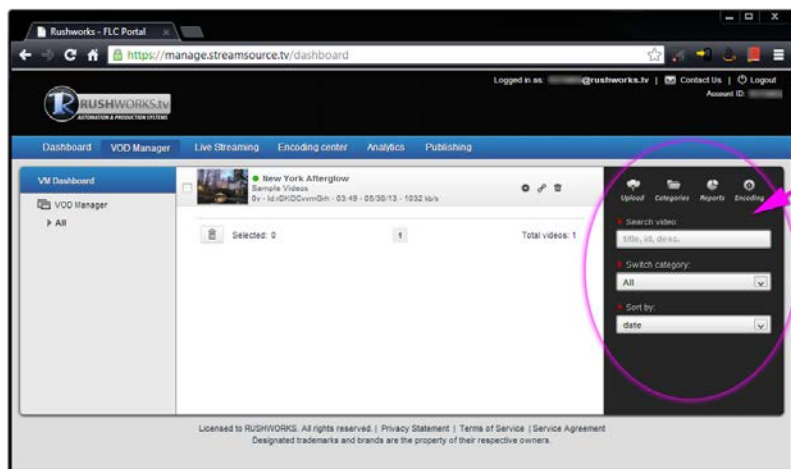 Rushworks - FLC Portal
https://manage.streamsource.tv/dashboard
Logged in as: @rushworks.tv | Contact Us | Logout
Account ID:
RUSHWORKS.tv
AUTOMATION & PRODUCTION SYSTEMS
Dashboard VOD Manager Live Streaming Encoding center Analytics Publishing
VM Dashboard
VOD Manager
All
New York Afterglow
Sample Videos
03:49 - 05/30/13 - 1032 kb/s
Selected: 0 1 Total videos: 1
Upload Categories Reports Encoding
Search video:
title, id, desc.
Switch category:
All
Sort by:
date
Licensed to RUSHWORKS. All rights reserved. | Privacy Statement | Terms of Service | Service Agreement
Designated trademarks and brands are the property of their respective owners.